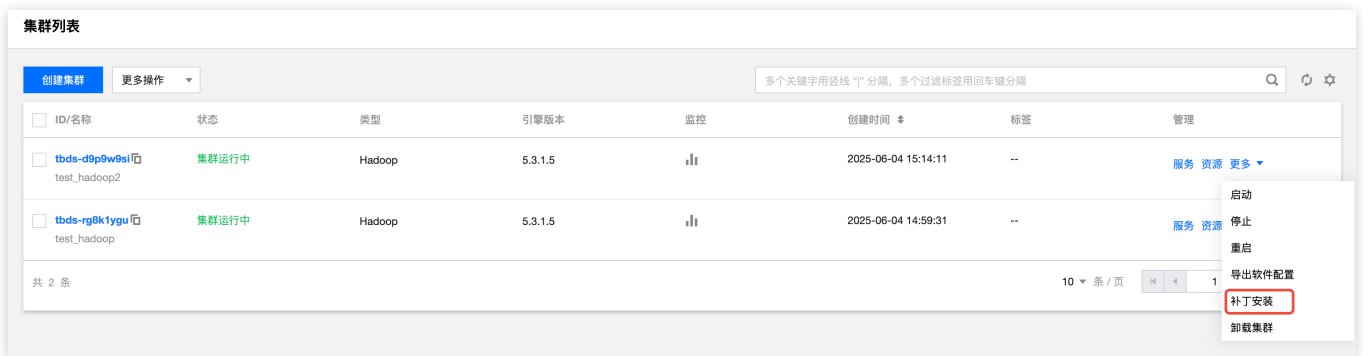 集群列表
创建集群 更多操作 多个关键字用竖线 “|” 分隔，多个过滤标签用回车键分隔
ID/名称 状态 类型 引擎版本 监控 创建时间 标签 管理
tbds-d9p9w9si 集群运行中 Hadoop 5.3.1.5 2025-06-04 15:14:11 -- 服务 资源 更多
test_hadoop2
启动
tbds-rg8k1ygu 集群运行中 Hadoop 5.3.1.5 2025-06-04 14:59:31 -- 服务 资源
停止
test_hadoop
重启
共 2 条 10 条 / 页 1
导出软件配置
补丁安装
卸载集群